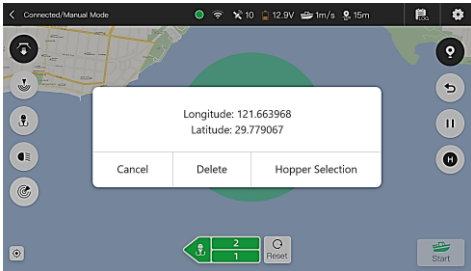 Connected/Manual Mode
10
12.9V
1m/s
15m
LOG
Longitude: 121.663968
Latitude: 29.779067
Cancel
Delete
Hopper Selection
H
2
1
Reset
Start